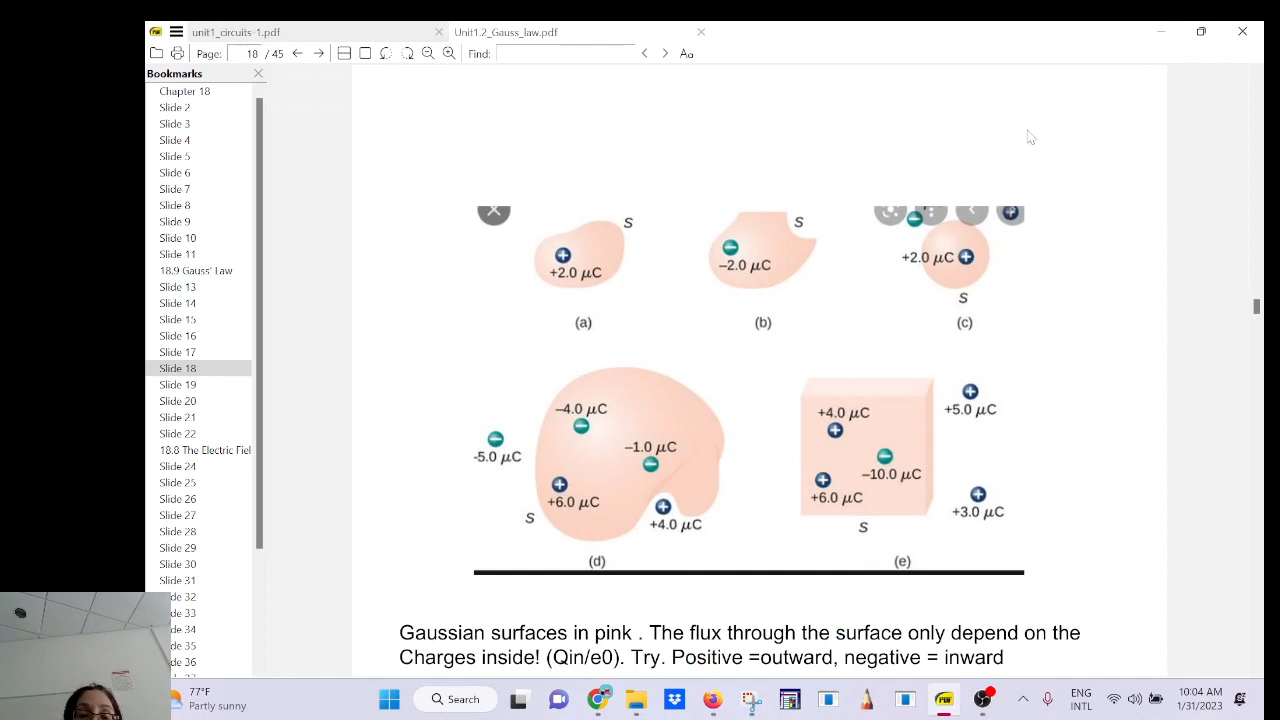 unit1_circuits-1.pdf
Unit1.2_Gauss_law.pdf
Page: 18 / 45
Find:
Aa
Bookmarks
Chapter 18
Slide 2
Slide 3
Slide 4
Slide 5
Slide 6
Slide 7
Slide 8
Slide 9
Slide 10
Slide 11
18.9 Gauss' Law
Slide 13
Slide 14
Slide 15
Slide 16
Slide 17
Slide 18
Slide 19
Slide 20
Slide 21
Slide 22
18.8 The Electric Fiel
Slide 24
Slide 25
Slide 26
Slide 27
Slide 28
Slide 29
Slide 30
Slide 31
32
33
34
35
36
S
+2.0 μC
(a)
S
−2.0 μC
(b)
+2.0 μC
S
(c)
−4.0 μC
-5.0 μC
−1.0 μC
+6.0 μC
+4.0 μC
S
(d)
+4.0 μC
+5.0 μC
−10.0 μC
+6.0 μC
+3.0 μC
S
(e)
Gaussian surfaces in pink . The flux through the surface only depend on the
Charges inside! (Qin/e0). Try. Positive =outward, negative = inward
77°F
Partly sunny
Search
ENG
INTL
10:04 AM
1/31/2023